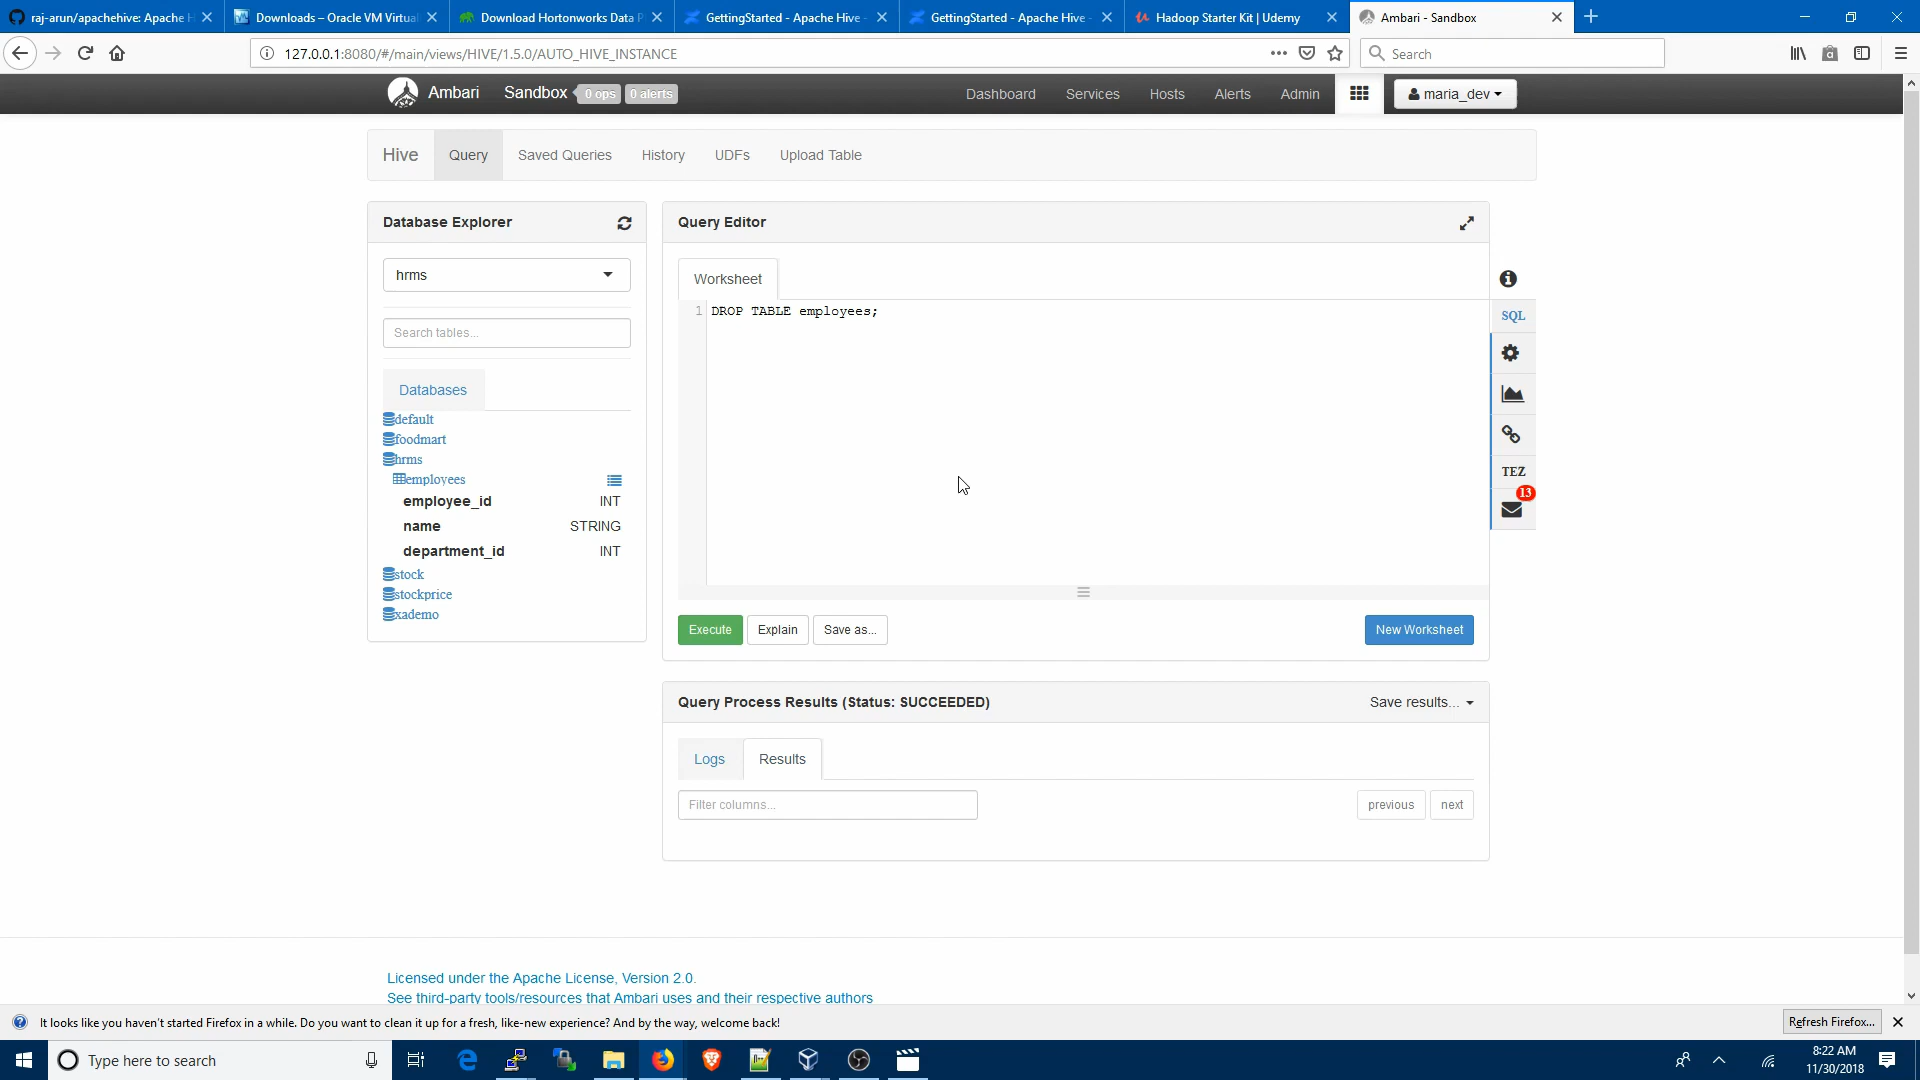 raj-arun/apachehive: Apache H
Downloads – Oracle VM Virtual
Download Hortonworks Data P
GettingStarted - Apache Hive -
GettingStarted - Apache Hive -
Hadoop Starter Kit | Udemy
Ambari - Sandbox
127.0.0.1:8080/#/main/views/HIVE/1.5.0/AUTO_HIVE_INSTANCE
Search
Ambari Sandbox 0 ops 0 alerts Dashboard Services Hosts Alerts Admin maria_dev
Hive Query Saved Queries History UDFs Upload Table
Database Explorer
hrms
Search tables...
Databases
default
foodmart
hrms
employees
employee_id INT
name STRING
department_id INT
stock
stockprice
xademo
Query Editor
Worksheet
1 DROP TABLE employees;
SQL
TEZ
13
Execute Explain Save as... New Worksheet
Query Process Results (Status: SUCCEEDED) Save results...
Logs Results
Filter columns... previous next
Licensed under the Apache License, Version 2.0.
See third-party tools/resources that Ambari uses and their respective authors
It looks like you haven't started Firefox in a while. Do you want to clean it up for a fresh, like-new experience? And by the way, welcome back! Refresh Firefox...
Type here to search
8:22 AM
11/30/2018